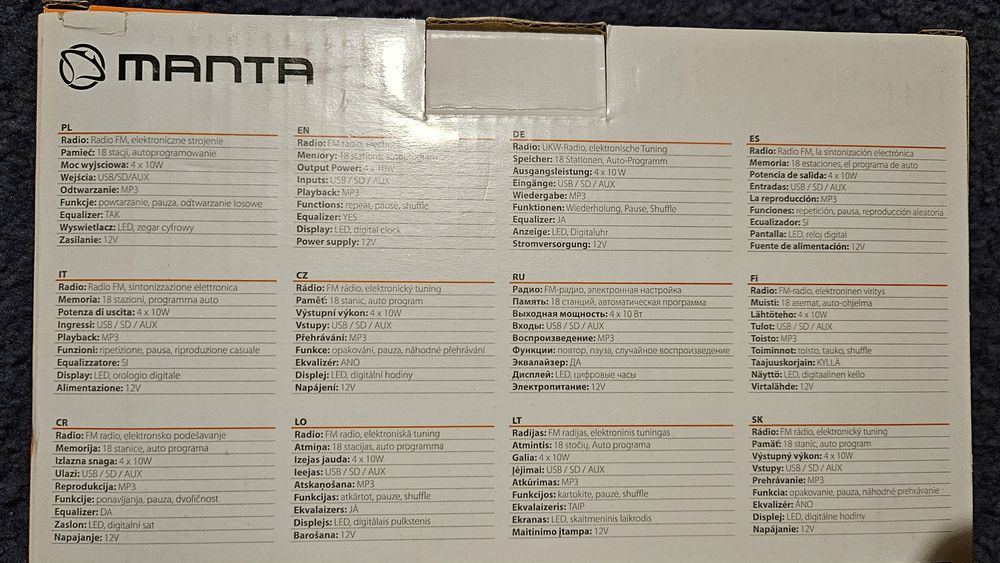 MANTA
PL
Radio: Radio FM, elektroniczne strojenie
Pamieć: 18 stacji, autoprogramowanie
Moc wyjsciowa: 4 x 10W
Wejścia: USB/SD/AUX
Odtwarzanie: MP3
Funkcje: powtarzanie, pauza, odtwarzanie losowe
Equalizer: TAK
Wyswietlacz: LED, zegar cyfrowy
Zasilanie: 12V
EN
Radio: FM radio, electronic
Memory: 18 stations, autoprogram
Output Power: 4 x 10W
Inputs: USB / SD / AUX
Playback: MP3
Functions: repeat, pause, shuffle
Equalizer: YES
Display: LED, digital clock
Power supply: 12V
DE
Radio: UKW-Radio, elektronische Tuning
Speicher: 18 Stationen, Auto-Programm
Ausgangsleistung: 4 x 10 W
Eingänge: USB / SD / AUX
Wiedergabe: MP3
Funktionen: Wiederholung, Pause, Shuffle
Equalizer: JA
Anzeige: LED, Digitaluhr
Stromversorgung: 12V
ES
Radio: Radio FM, la sintonización electrónica
Memoria: 18 estaciones, el programa de auto
Potencia de salida: 4 x 10W
Entradas: USB / SD / AUX
La reproducción: MP3
Funciones: repetición, pausa, reproducción aleatoria
Ecualizador: SÍ
Pantalla: LED, reloj digital
Fuente de alimentación: 12V
IT
Radio: Radio FM, sintonizzazione elettronica
Memoria: 18 stazioni, programma auto
Potenza di uscita: 4 x 10W
Ingressi: USB / SD / AUX
Playback: MP3
Funzioni: ripetizione, pausa, riproduzione casuale
Equalizzatore: SI
Display: LED, orologio digitale
Alimentazione: 12V
CZ
Rádio: FM rádio, elektronický tuning
Paměť: 18 stanic, auto program
Výstupní výkon: 4 x 10W
Vstupy: USB / SD / AUX
Přehrávání: MP3
Funkce: opakování, pauza, náhodné přehrávání
Ekvalizér: ANO
Displej: LED, digitální hodiny
Napájení: 12V
RU
Радио: FM-радио, электронная настройка
Память: 18 станций, автоматическая программа
Выходная мощность: 4 x 10 Вт
Входы: USB / SD / AUX
Воспроизведение: MP3
Функции: повтор, пауза, случайное воспроизведение
Эквалайзер: ДА
Дисплей: LED, цифровые часы
Электропитание: 12V
Fi
Radio: FM-radio, elektroninen viritys
Muisti: 18 asemat, auto-ohjelma
Lähtöteho: 4 x 10W
Tulot: USB / SD / AUX
Toisto: MP3
Toiminnot: toisto, tauko, shuffle
Taajuuskorjain: KYLLÄ
Näyttö: LED, digitaalinen kello
Virtalähde: 12V
CR
Radio: FM radio, elektronsko podešavanje
Memorija: 18 stanice, auto programa
Izlazna snaga: 4 x 10W
Ulazi: USB / SD / AUX
Reprodukcija: MP3
Funkcije: ponavljanja, pauza, dvoličnost
Equalizer: DA
Zaslon: LED, digitalni sat
Napajanje: 12V
LO
Radio: FM radio, elektroniskā tuning
Atmiņa: 18 stacijas, auto programma
Izejas jauda: 4 x 10W
Ieejas: USB / SD / AUX
Atskaņošana: MP3
Funkcijas: atkārtot, pauze, shuffle
Ekvalaizers: JĀ
Displejs: LED, digitālais pulkstenis
Barošana: 12V
LT
Radijas: FM radijas, elektroninis tuningas
Atmintis: 18 stočių, Auto programa
Galia: 4 x 10W
Įėjimai: USB / SD / AUX
Atkūrimas: MP3
Funkcijos: kartokite, pauzė, shuffle
Ekvalaizeris: TAIP
Ekranas: LED, skaitmeninis laikrodis
Maitinimo įtampa: 12V
SK
Rádio: FM rádio, elektronický tuning
Pamäť: 18 stanic, auto program
Výstupný výkon: 4 x 10W
Vstupy: USB / SD / AUX
Prehrávanie: MP3
Funkcia: opakovanie, pauza, náhodné prehrávanie
Ekvalizér: ÁNO
Displej: LED, digitálne hodiny
Napájanie: 12V